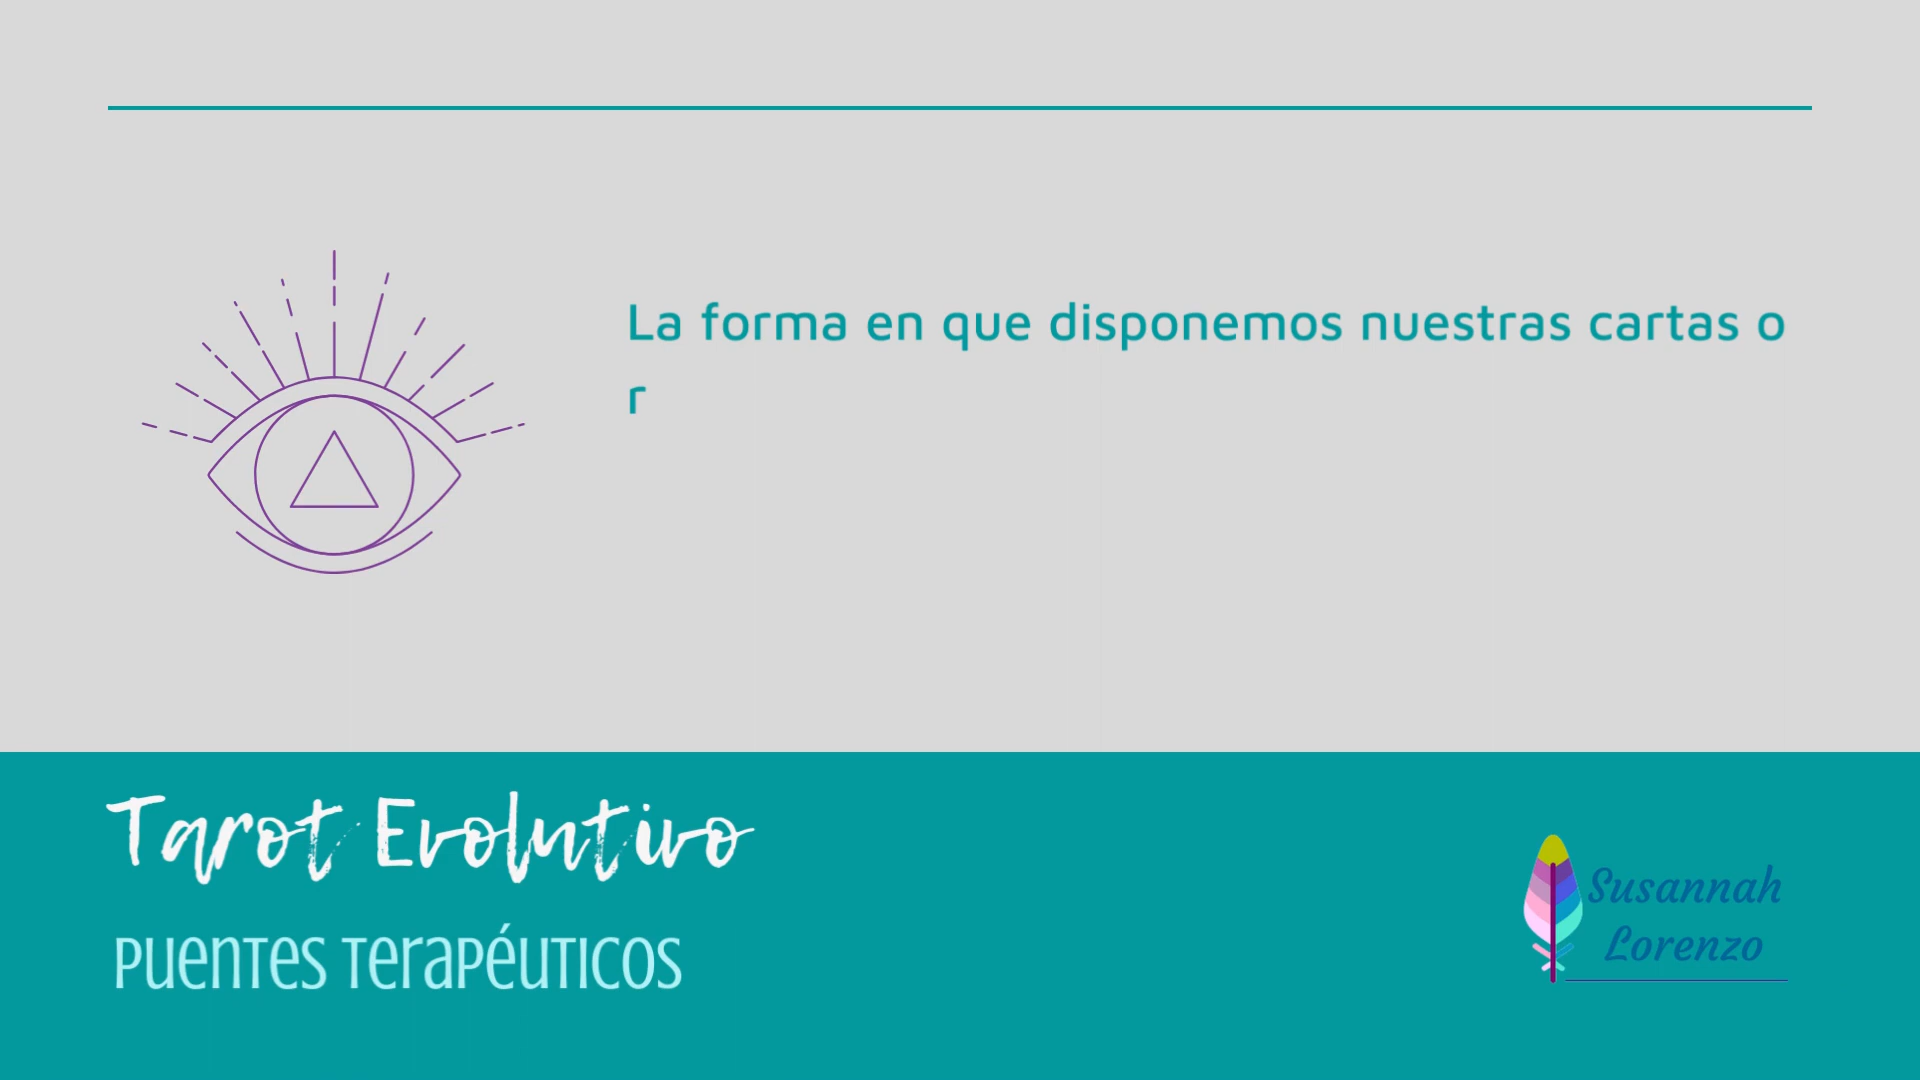 La forma en que disponemos nuestras cartas o
r
Tarot Evolutivo
Puentes Terapéuticos
Susannah
Lorenzo